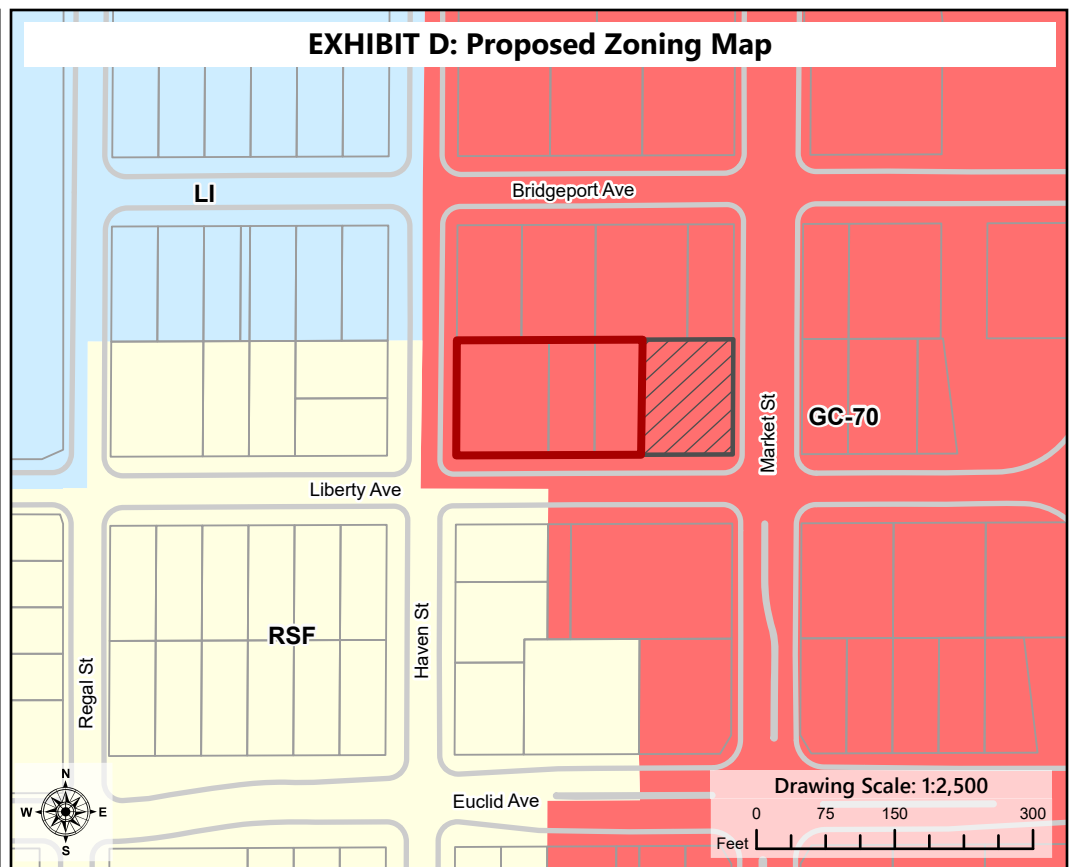 EXHIBIT D: Proposed Zoning Map
LI
Bridgeport Ave
Market St
GC-70
Liberty Ave
RSF
Haven St
Regal St
N
W E
S
Euclid Ave
Drawing Scale: 1:2,500
0 75 150 300
Feet